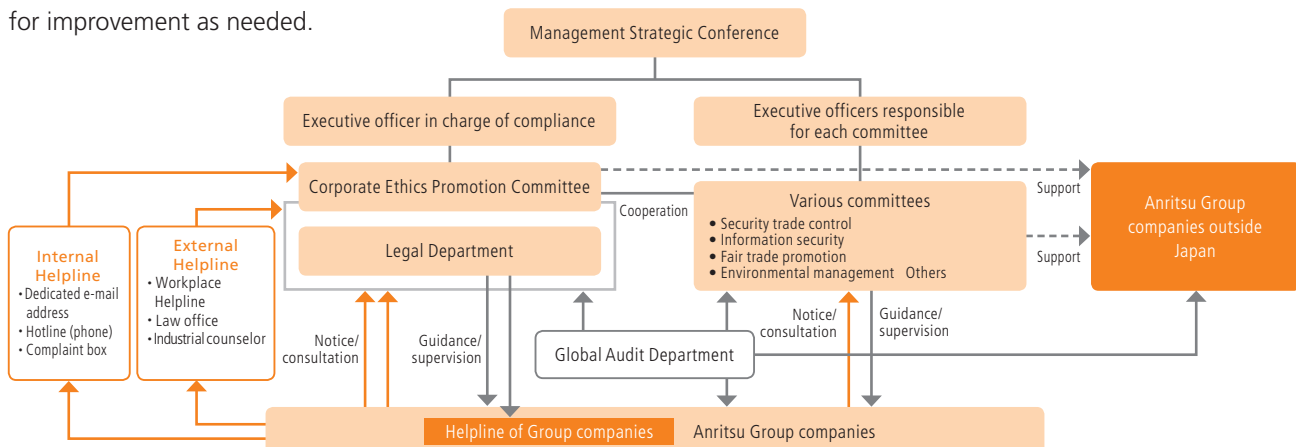 for improvement as needed.
Management Strategic Conference
Executive officer in charge of compliance
Executive officers responsible
for each committee
Corporate Ethics Promotion Committee
Cooperation
Support
Various committees
• Security trade control
• Information security
• Fair trade promotion
• Environmental management Others
Support
Anritsu Group
companies outside
Japan
Legal Department
Internal
Helpline
• Dedicated e-mail
address
• Hotline (phone)
• Complaint box
External
Helpline
• Workplace
Helpline
• Law office
• Industrial counselor
Notice/
consultation
Guidance/
supervision
Global Audit Department
Notice/
consultation
Guidance/
supervision
Helpline of Group companies
Anritsu Group companies